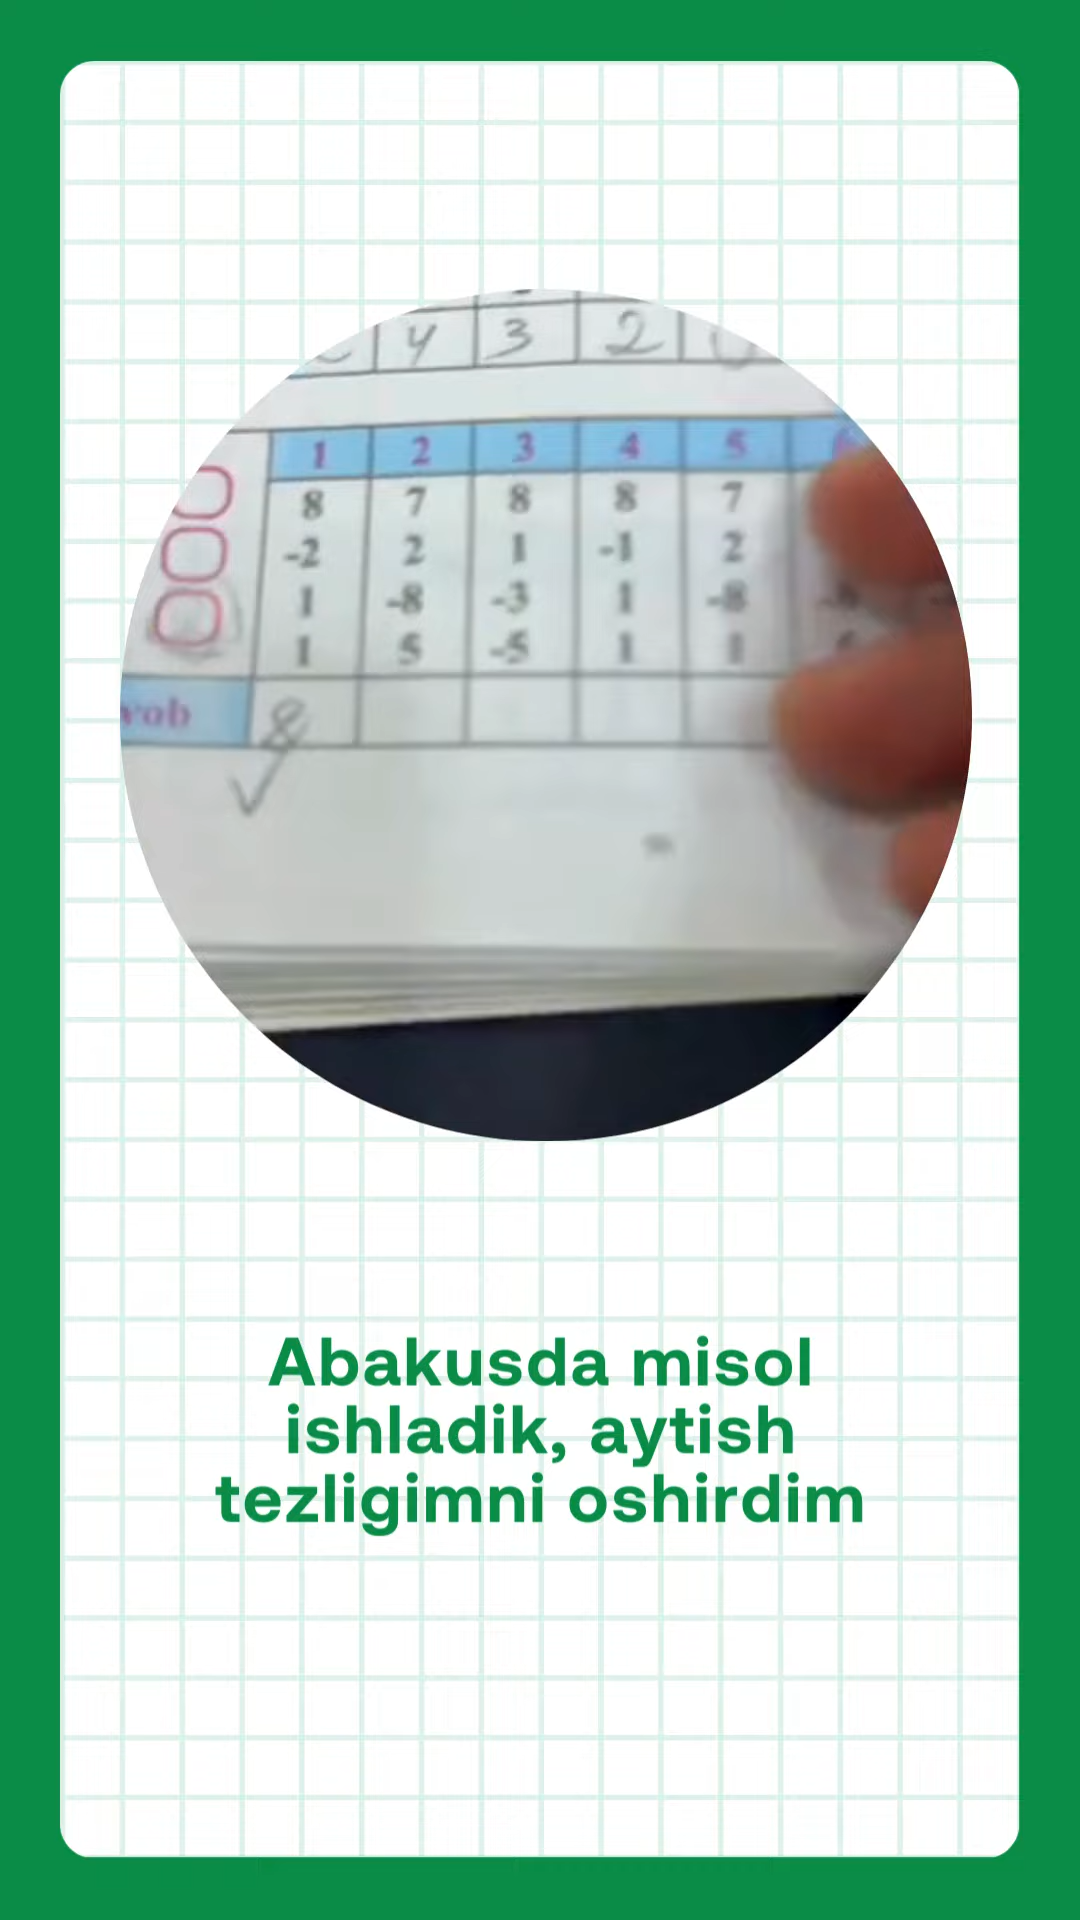 4 3 2
1 2 3 4 5
8 7 8 8 7
-2 2 1 -1 2
1 -8 -3 1 -8
1 5 -5 1 1
vob 8
Abakusda misol
ishladik, aytish
tezligimni oshirdim